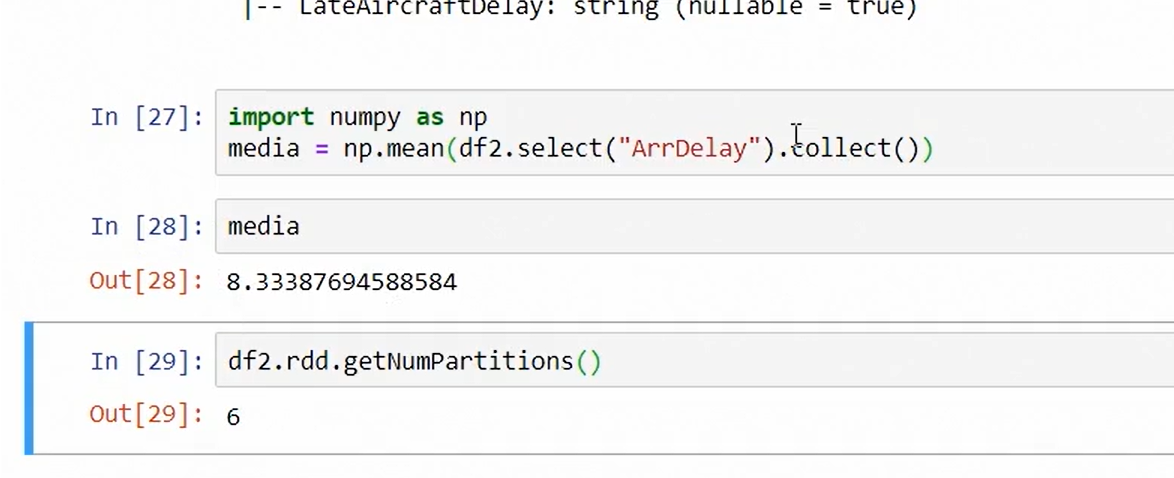 |-- LateAircraftDelay: string (nullable = true)
In [27]: import numpy as np
media = np.mean(df2.select("ArrDelay").collect())
In [28]: media
Out[28]: 8.33387694588584
In [29]: df2.rdd.getNumPartitions()
Out[29]: 6